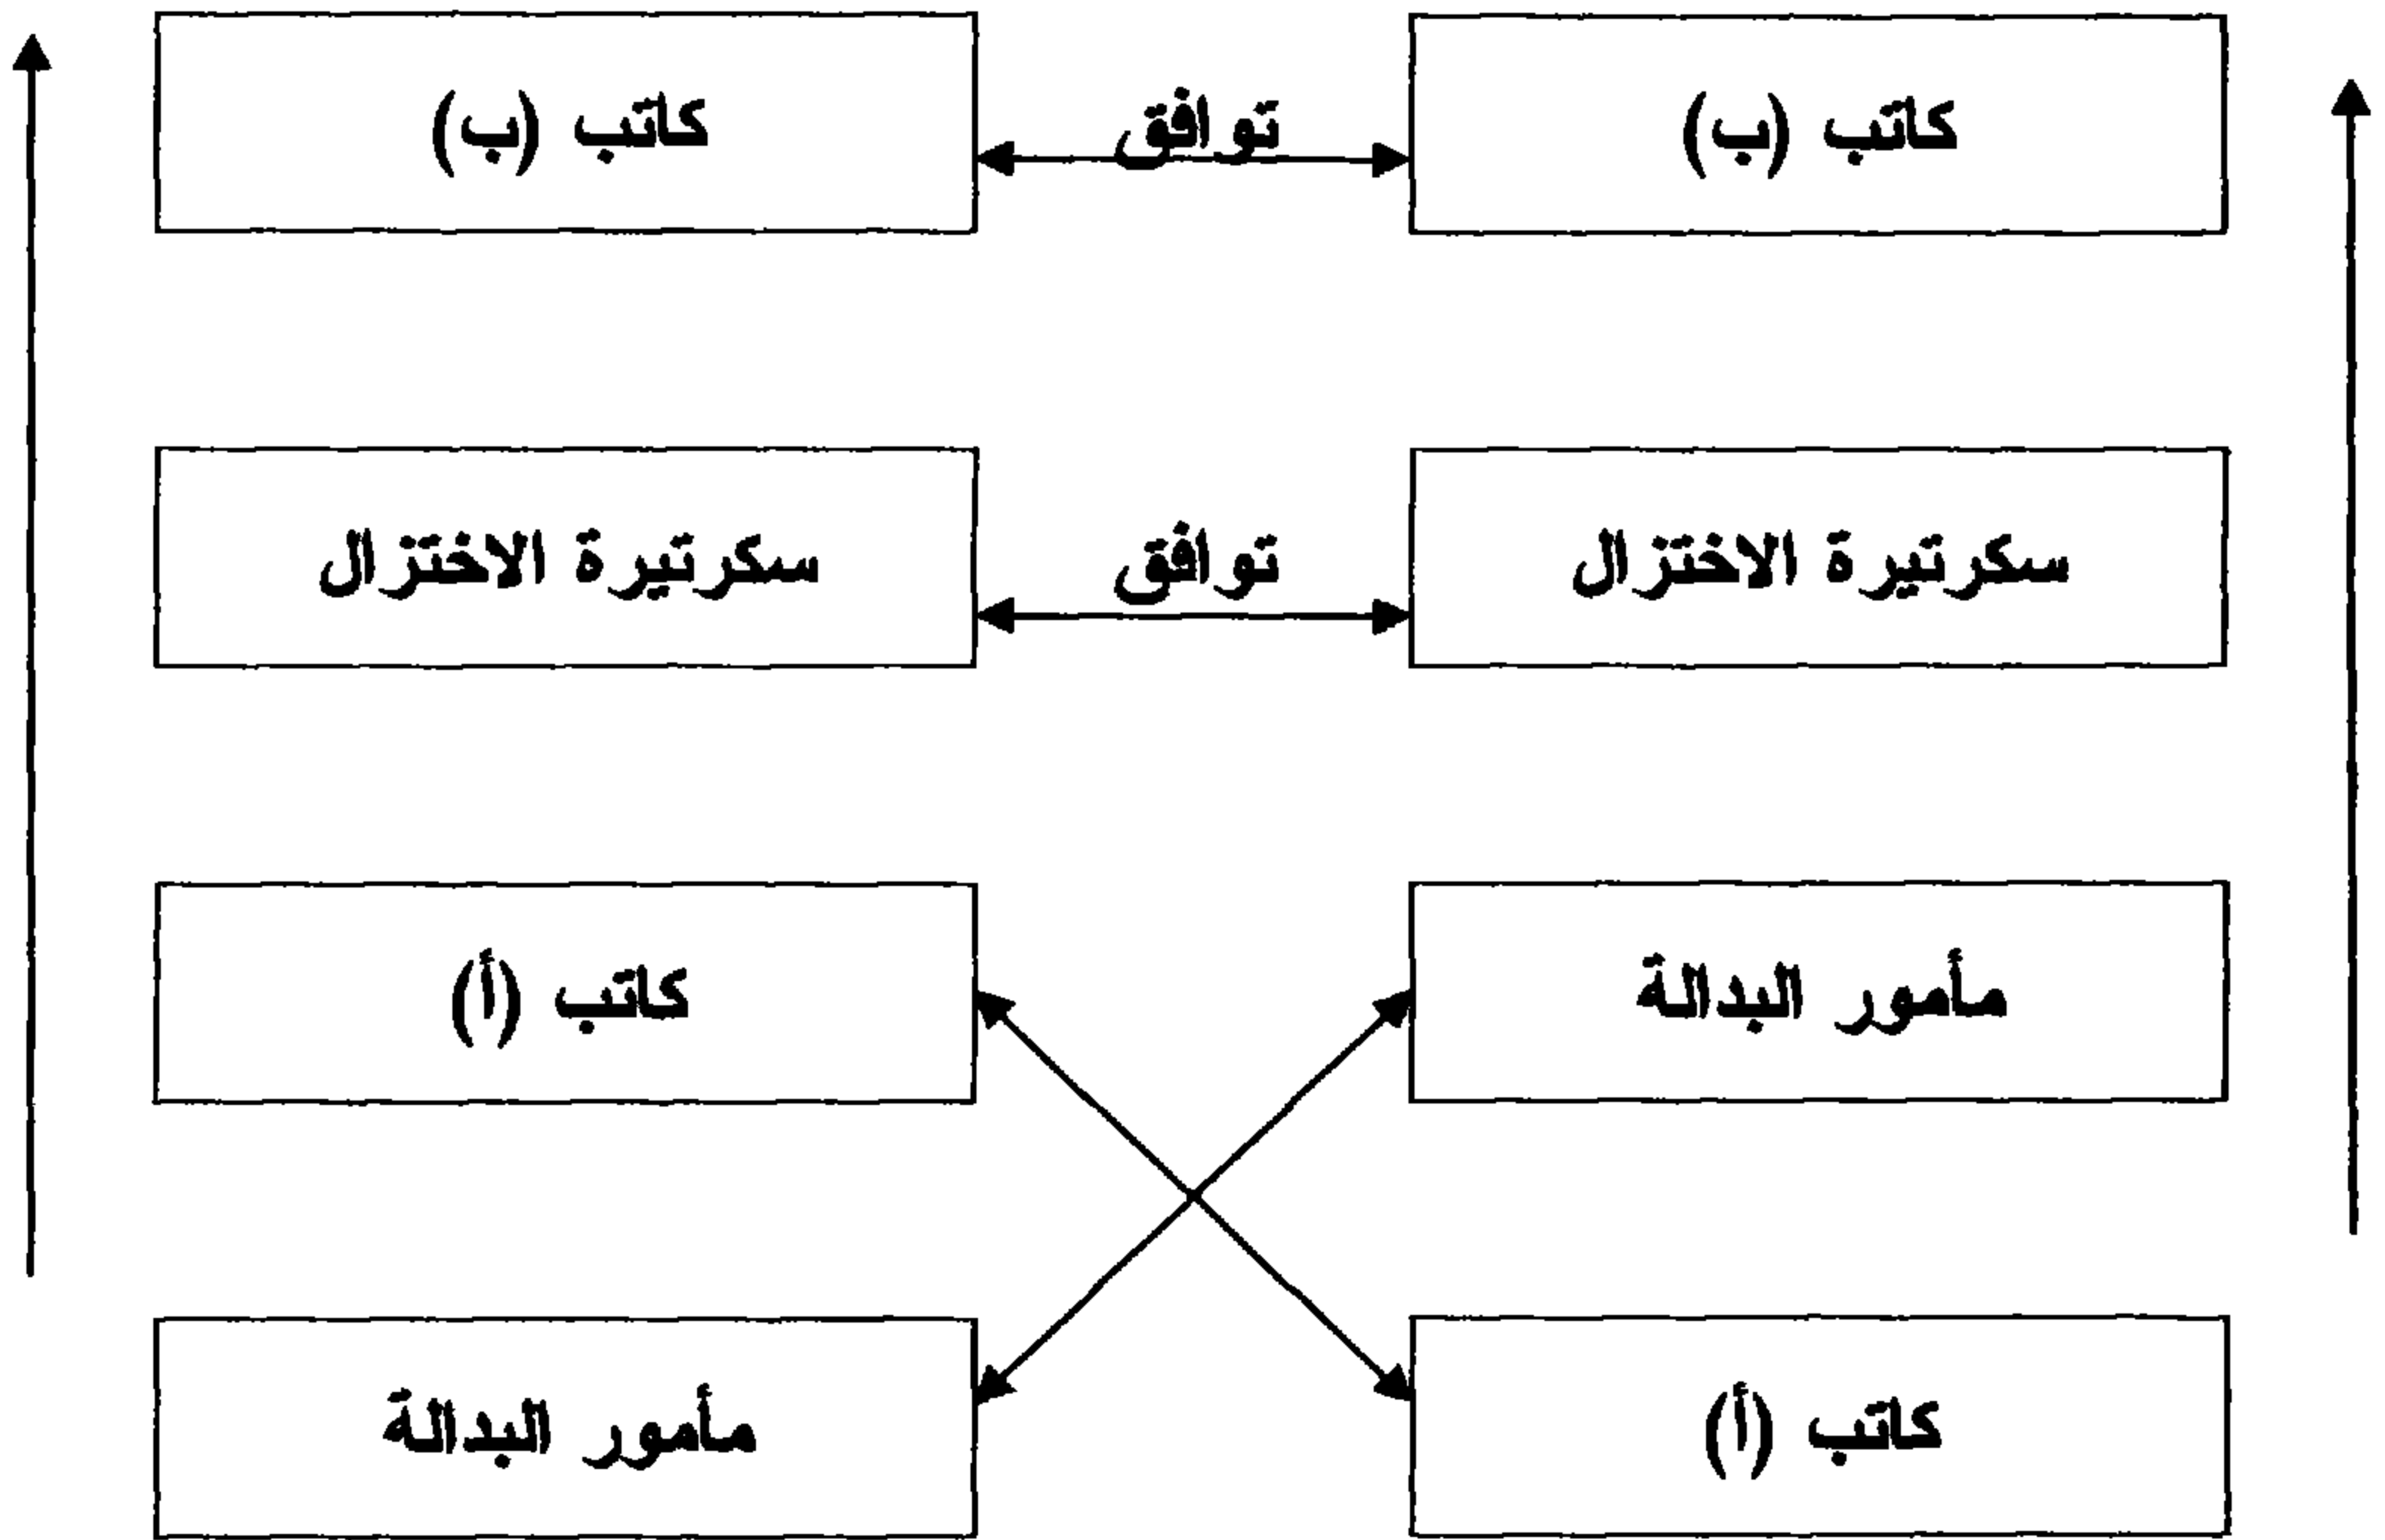 كاتب (ب)
توافق
كاتب (ب)
سكرتيرة الاختزال
توافق
سكرتيرة الاختزال
مأمور البدالة
كاتب (أ)
كاتب (أ)
مأمور البدالة